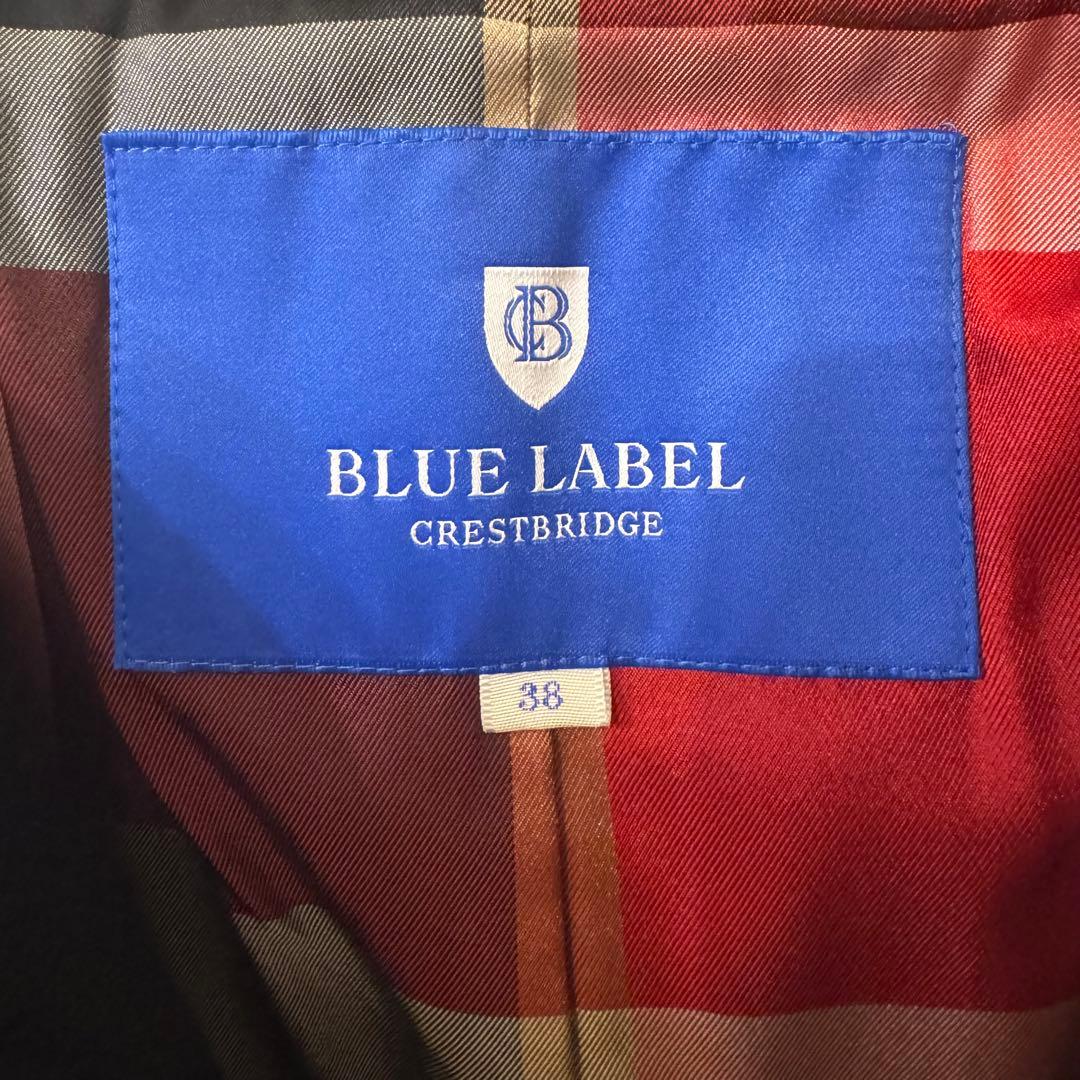 CB
BLUE LABEL
CRESTBRIDGE
38